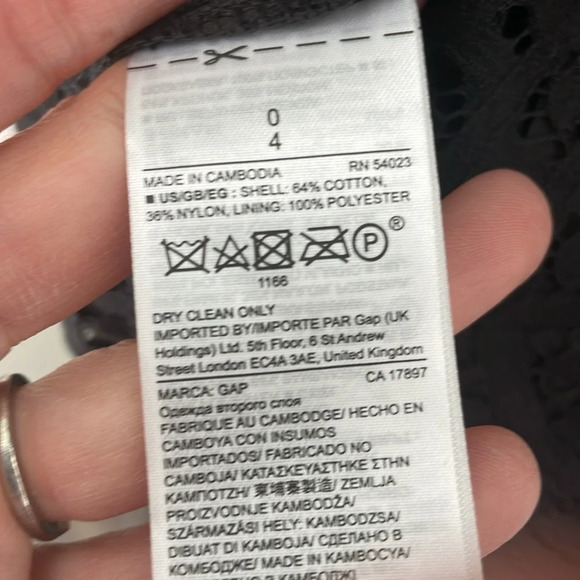 0
4
MADE IN CAMBODIA RN 54023
■ US/GB/EG : SHELL: 64% COTTON,
36% NYLON, LINING: 100% POLYESTER
P ®
1166
DRY CLEAN ONLY
IMPORTED BY/IMPORTE PAR Gap (UK
Holdings) Ltd. 5th Floor, 6 St Andrew
Street London EC4A 3AE, United Kingdom
MARCA: GAP CA 17897
Одежда второго слоя
FABRIQUE AU CAMBODGE/ HECHO EN
CAMBOYA CON INSUMOS
IMPORTADOS/ FABRICADO NO
CAMBOJA/ ΚΑΤΑΣΚΕΥΑΣΤΗΚΕ ΣΤΗΝ
ΚΑΜΠΟΤΖΗ/ 柬埔寨製造/ ZEMLJA
PROIZVODNJE KAMBODŽA/
SZÁRMAZÁSI HELY: KAMBODZSA/
DIBUAT DI KAMBOJA/ СДЕЛАНО В
КОМБОДЖЕ/ MADE IN KAMBOCYA/